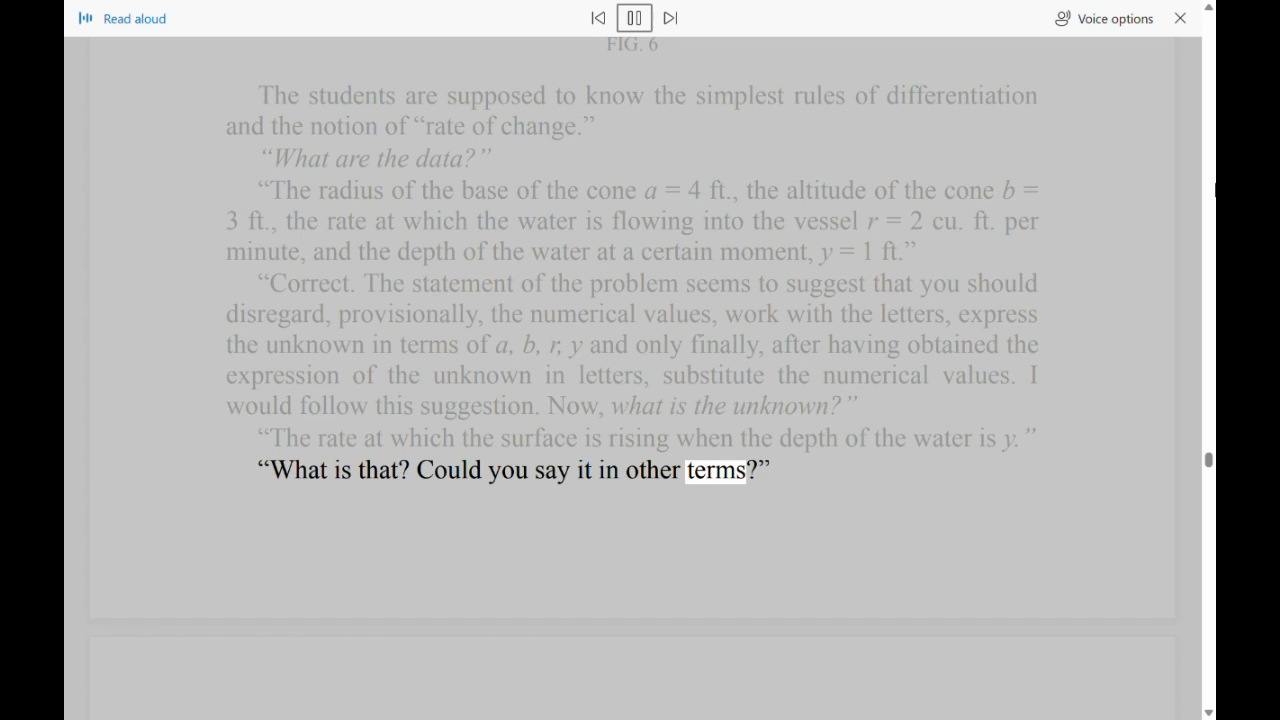 Read aloud
Voice options
FIG. 6
The students are supposed to know the simplest rules of differentiation
and the notion of “rate of change.”
“What are the data?”
“The radius of the base of the cone a = 4 ft., the altitude of the cone b =
3 ft., the rate at which the water is flowing into the vessel r = 2 cu. ft. per
minute, and the depth of the water at a certain moment, y = 1 ft.”
“Correct. The statement of the problem seems to suggest that you should
disregard, provisionally, the numerical values, work with the letters, express
the unknown in terms of a, b, r, y and only finally, after having obtained the
expression of the unknown in letters, substitute the numerical values. I
would follow this suggestion. Now, what is the unknown?”
“The rate at which the surface is rising when the depth of the water is y.”
“What is that? Could you say it in other terms?”